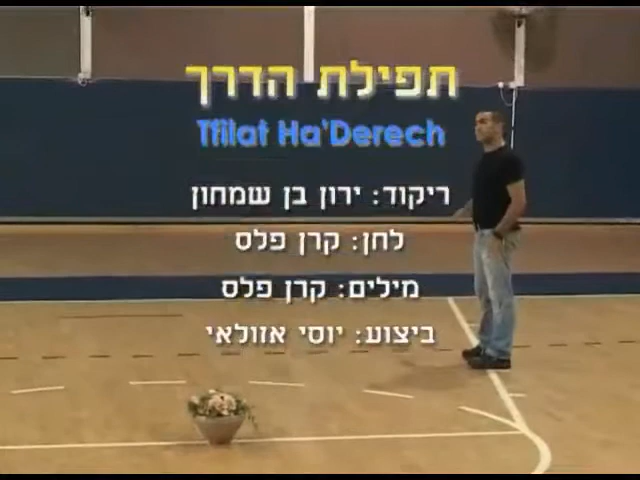 תפילת הדרך
Tfilat Ha'Derech
ריקוד: ירון בן שמחון
לחן: קרן פלס
מילים: קרן פלס
ביצוע: יוסי אזולאי